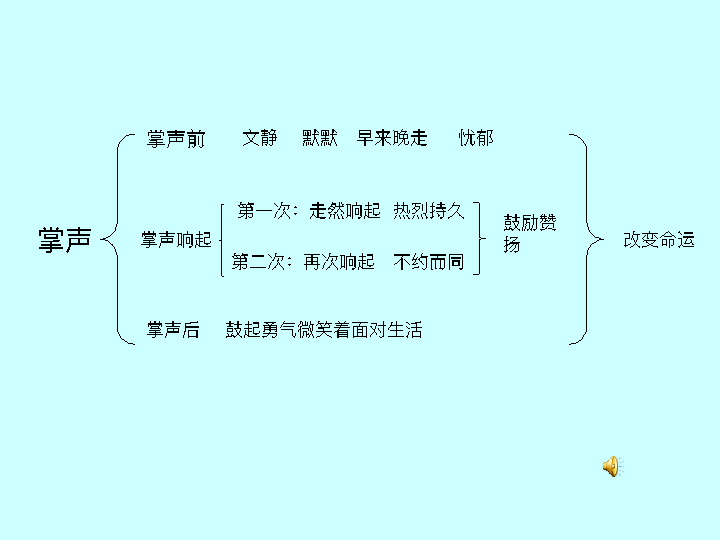 掌声前 文静 默默 早来晚走 忧郁
第一次：走然响起 热烈持久
掌声 掌声响起 鼓励赞
扬 改变命运
第二次：再次响起 不约而同
掌声后 鼓起勇气微笑着面对生活